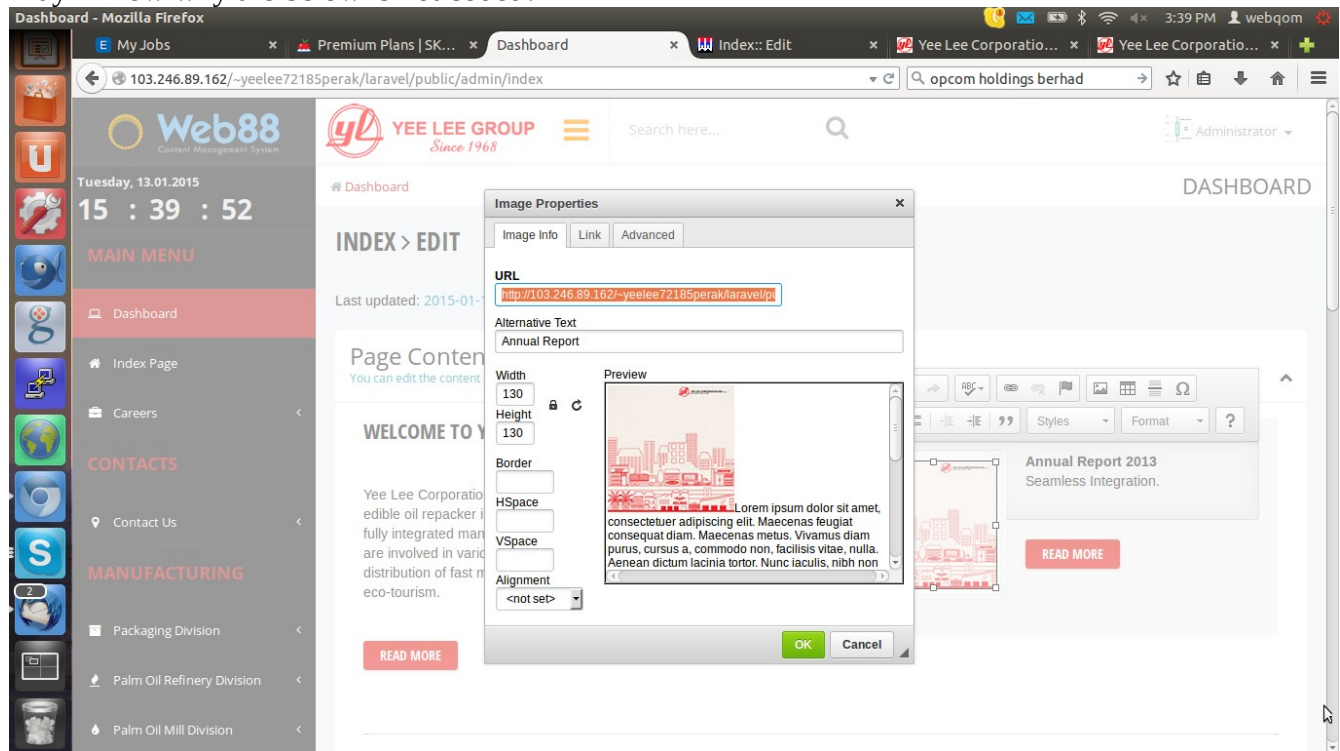 Dashboard - Mozilla Firefox
3:39 PM
webqom
My Jobs
Premium Plans | SK...
Dashboard
Index:: Edit
Yee Lee Corporatio...
Yee Lee Corporatio...
103.246.89.162/~yeelee72185perak/laravel/public/admin/index
opcom holdings berhad
Web88
Content Management System
YEE LEE GROUP
Since 1968
Search here...
Administrator
Tuesday, 13.01.2015
15 : 39 : 52
Dashboard
DASHBOARD
MAIN MENU
Dashboard
Index Page
Careers
CONTACTS
Contact Us
MANUFACTURING
Packaging Division
Palm Oil Refinery Division
Palm Oil Mill Division
INDEX > EDIT
Last updated: 2015-01-
Page Conten
You can edit the content
WELCOME TO Y
Yee Lee Corporatio
edible oil repacker i
fully integrated man
are involved in vario
distribution of fast m
eco-tourism.
READ MORE
Image Properties
Image Info
Link
Advanced
URL
http://103.246.89.162/~yeelee72185perak/laravel/pu
Alternative Text
Annual Report
Width
130
Height
130
Border
HSpace
VSpace
Alignment
<not set>
Preview
Lorem ipsum dolor sit amet,
consectetuer adipiscing elit. Maecenas feugiat
consequat diam. Maecenas metus. Vivamus diam
purus, cursus a, commodo non, facilisis vitae, nulla.
Aenean dictum lacinia tortor. Nunc iaculis, nibh non
OK
Cancel
Styles
Format
Annual Report 2013
Seamless Integration.
READ MORE